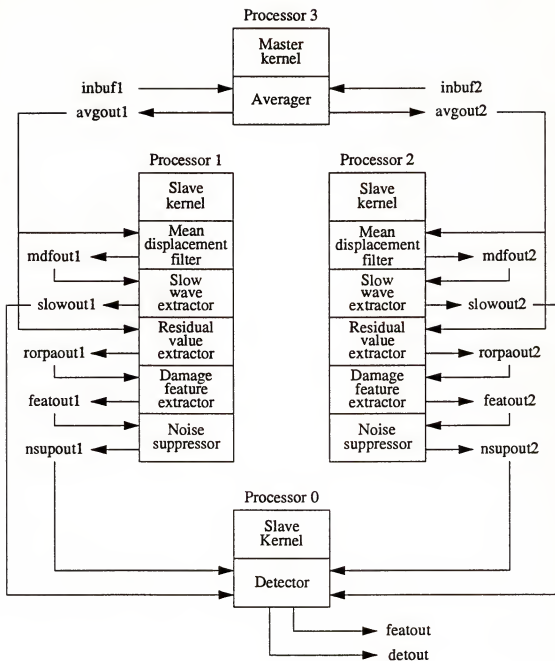 Processor 3
Master
kernel
inbuf1
inbuf2
Averager
avgout1
avgout2
Processor 1
Processor 2
Slave
kernel
Slave
kernel
Mean
displacement
filter
Mean
displacement
filter
mdfout1
mdfout2
Slow
wave
extractor
Slow
wave
extractor
slowout1
slowout2
Residual
value
extractor
Residual
value
extractor
rorpaout1
rorpaout2
Damage
feature
extractor
Damage
feature
extractor
featout1
featout2
Noise
suppressor
Noise
suppressor
nsupout1
nsupout2
Processor 0
Slave
Kernel
Detector
featout
detout